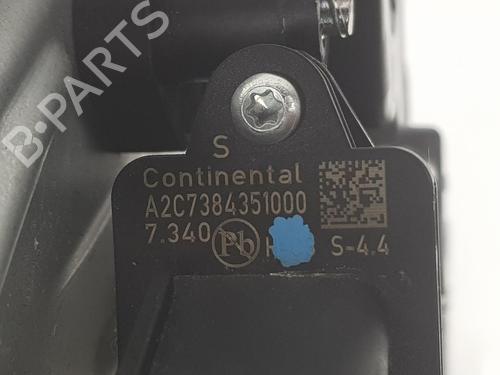 B-PARTS
S
Continental
A2C7384351000
7.340 Pb S-4.4